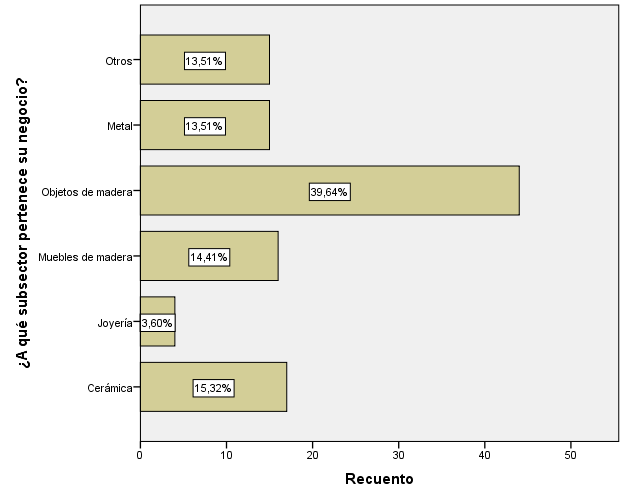 ¿A qué subsector pertenece su negocio?
Otros
13,51%
Metal
13,51%
Objetos de madera
39,64%
Muebles de madera
14,41%
Joyería
3,60%
Cerámica
15,32%
0 10 20 30 40 50
Recuento